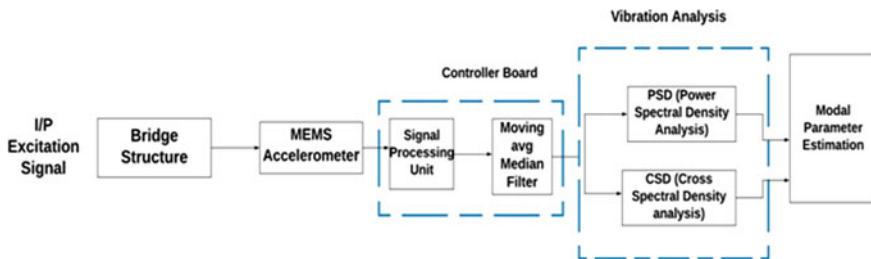 Vibration Analysis
Controller Board
I/P
Excitation
Signal
Bridge
Structure
MEMS
Accelerometer
Signal
Processing
Unit
Moving
avg
Median
Filter
PSD (Power
Spectral Density
Analysis)
CSD (Cross
Spectral Density
analysis)
Modal
Parameter
Estimation